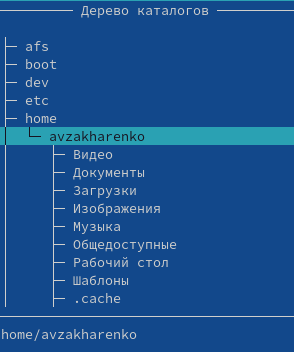 Дерево каталогов
afs
boot
dev
etc
home
avzakharenko
Видео
Документы
Загрузки
Изображения
Музыка
Общедоступные
Рабочий стол
Шаблоны
.cache
home/avzakharenko